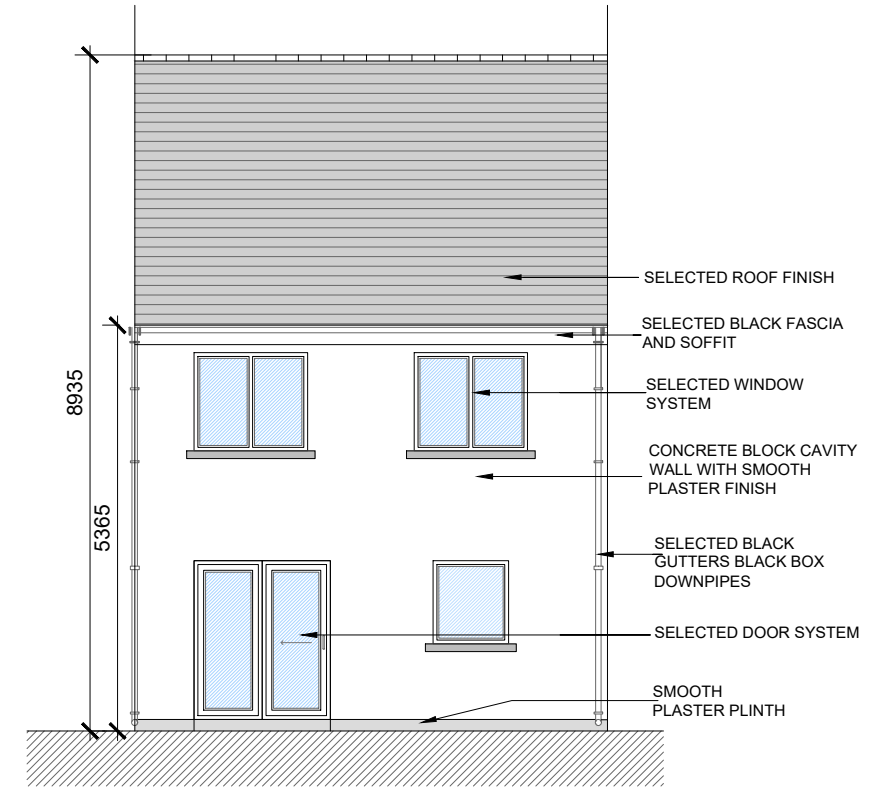 SELECTED ROOF FINISH
SELECTED BLACK FASCIA
AND SOFFIT
8935
SELECTED WINDOW
SYSTEM
CONCRETE BLOCK CAVITY
WALL WITH SMOOTH
PLASTER FINISH
5365
SELECTED BLACK
GUTTERS BLACK BOX
DOWNPIPES
SELECTED DOOR SYSTEM
SMOOTH
PLASTER PLINTH